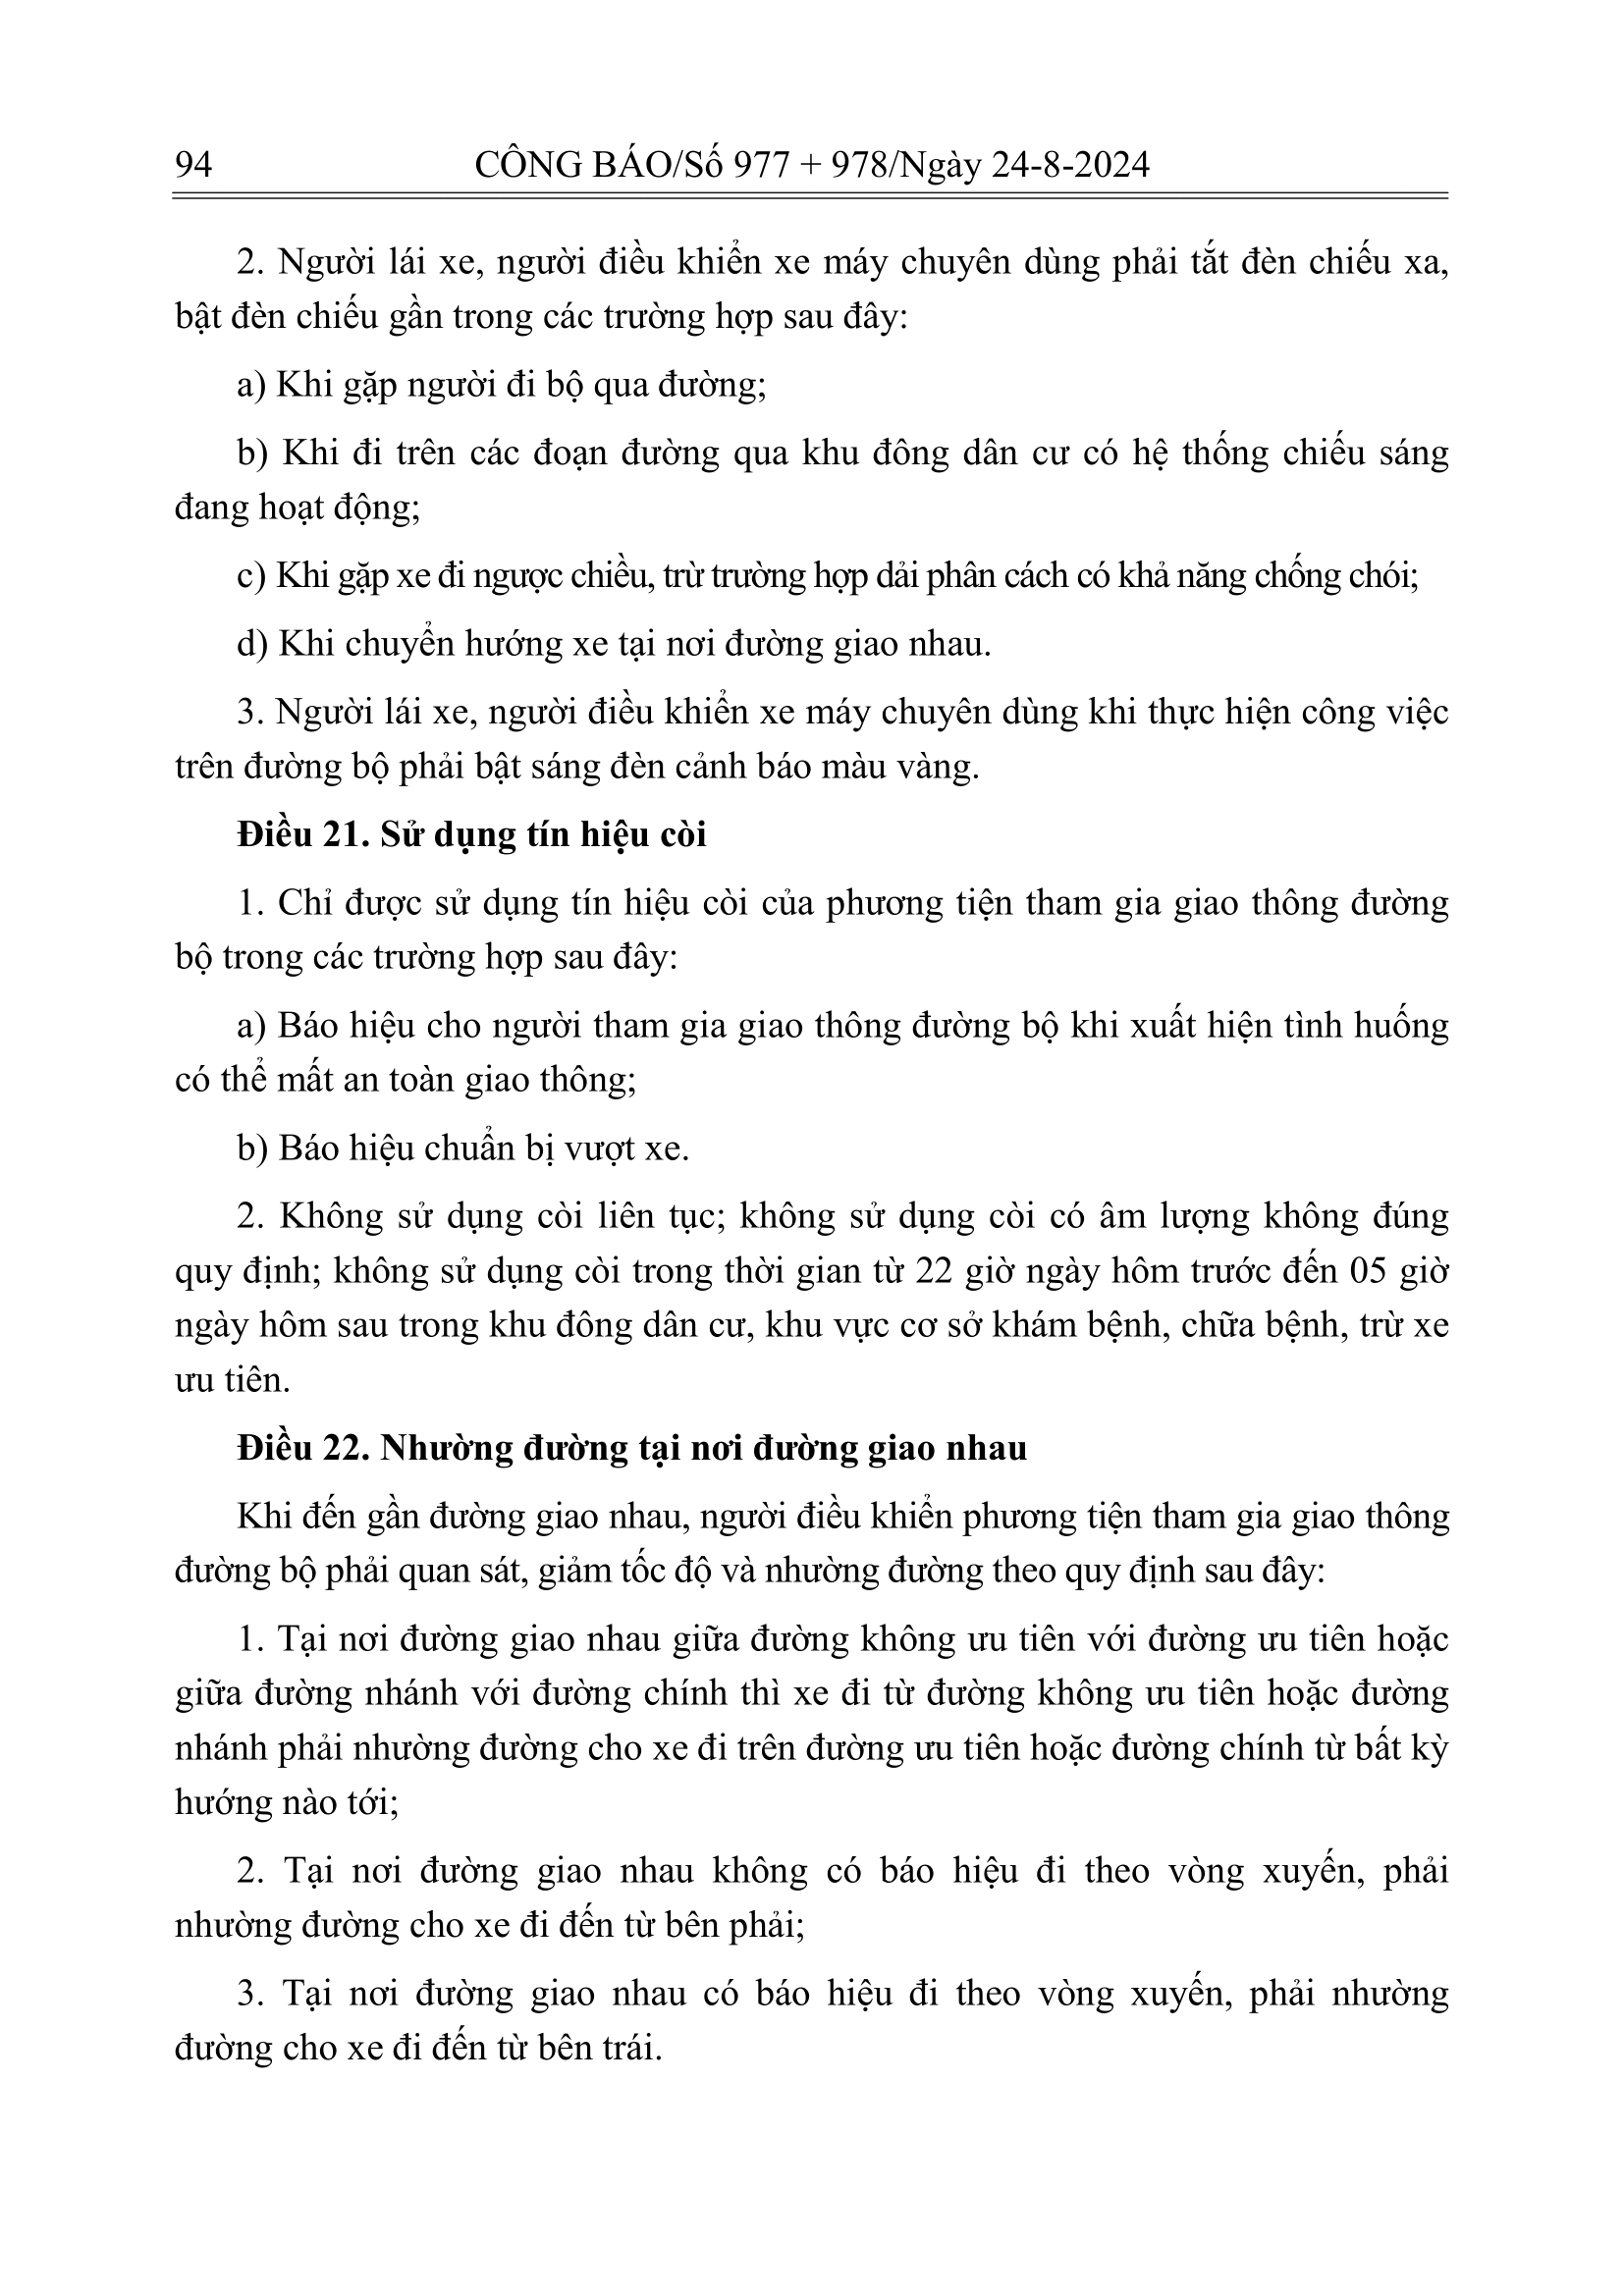 94
CÔNG BÁO/Số 977 + 978/Ngày 24-8-2024
2. Người lái xe, người điều khiển xe máy chuyên dùng phải tắt đèn chiếu xa,
bật đèn chiếu gần trong các trường hợp sau đây:
a) Khi gặp người đi bộ qua đường;
b) Khi đi trên các đoạn đường qua khu đông dân cư có hệ thống chiếu sáng
đang hoạt động;
c) Khi gặp xe đi ngược chiều, trừ trường hợp dải phân cách có khả năng chống chói;
d) Khi chuyển hướng xe tại nơi đường giao nhau.
3. Người lái xe, người điều khiển xe máy chuyên dùng khi thực hiện công việc
trên đường bộ phải bật sáng đèn cảnh báo màu vàng.
Điều 21. Sử dụng tín hiệu còi
1. Chỉ được sử dụng tín hiệu còi của phương tiện tham gia giao thông đường
bộ trong các trường hợp sau đây:
a) Báo hiệu cho người tham gia giao thông đường bộ khi xuất hiện tình huống
có thể mất an toàn giao thông;
b) Báo hiệu chuẩn bị vượt xe.
2. Không sử dụng còi liên tục; không sử dụng còi có âm lượng không đúng
quy định; không sử dụng còi trong thời gian từ 22 giờ ngày hôm trước đến 05 giờ
ngày hôm sau trong khu đông dân cư, khu vực cơ sở khám bệnh, chữa bệnh, trừ xe
ưu tiên.
Điều 22. Nhường đường tại nơi đường giao nhau
Khi đến gần đường giao nhau, người điều khiển phương tiện tham gia giao thông
đường bộ phải quan sát, giảm tốc độ và nhường đường theo quy định sau đây:
1. Tại nơi đường giao nhau giữa đường không ưu tiên với đường ưu tiên hoặc
giữa đường nhánh với đường chính thì xe đi từ đường không ưu tiên hoặc đường
nhánh phải nhường đường cho xe đi trên đường ưu tiên hoặc đường chính từ bất kỳ
hướng nào tới;
2. Tại nơi đường giao nhau không có báo hiệu đi theo vòng xuyến, phải
nhường đường cho xe đi đến từ bên phải;
3. Tại nơi đường giao nhau có báo hiệu đi theo vòng xuyến, phải nhường
đường cho xe đi đến từ bên trái.